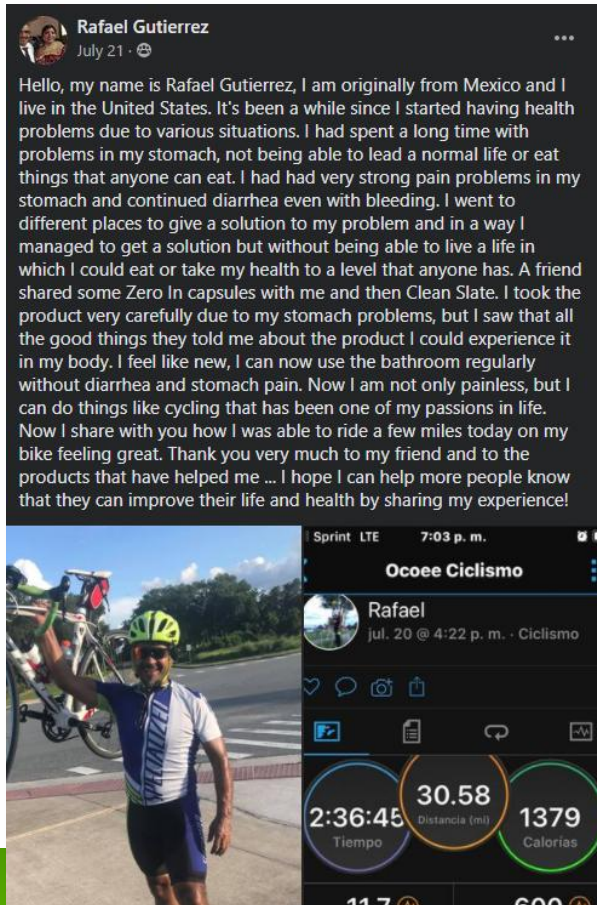 Rafael Gutierrez
July 21
Hello, my name is Rafael Gutierrez, I am originally from Mexico and I
live in the United States. It's been a while since I started having health
problems due to various situations. I had spent a long time with
problems in my stomach, not being able to lead a normal life or eat
things that anyone can eat. I had had very strong pain problems in my
stomach and continued diarrhea even with bleeding. I went to
different places to give a solution to my problem and in a way I
managed to get a solution but without being able to live a life in
which I could eat or take my health to a level that anyone has. A friend
shared some Zero In capsules with me and then Clean Slate. I took the
product very carefully due to my stomach problems, but I saw that all
the good things they told me about the product I could experience it
in my body. I feel like new, I can now use the bathroom regularly
without diarrhea and stomach pain. Now I am not only painless, but I
can do things like cycling that has been one of my passions in life.
Now I share with you how I was able to ride a few miles today on my
bike feeling great. Thank you very much to my friend and to the
products that have helped me ... I hope I can help more people know
that they can improve their life and health by sharing my experience!
SPECIALIZED
Sprint LTE 7:03 p. m.
Ocoee Ciclismo
Rafael
jul. 20 @ 4:22 p. m. · Ciclismo
2:36:45
Tiempo
30.58
Distancia (mi)
1379
Calorías
11.7
600